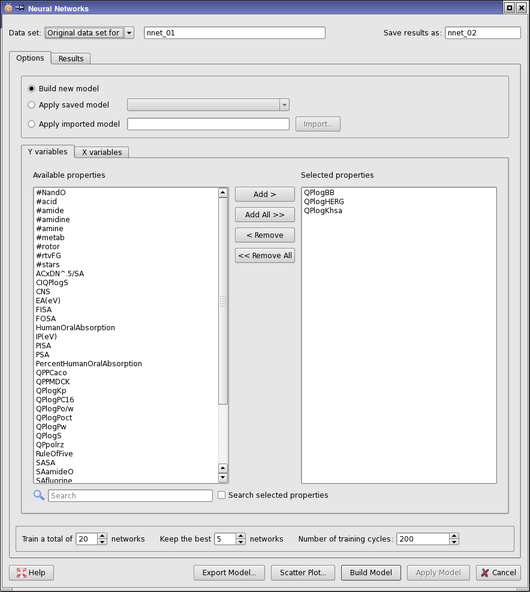 Neural Networks
Data set: Original data set for nnet_01 Save results as: nnet_02
Options Results
Build new model
Apply saved model
Apply imported model Import...
Y variables X variables
Available properties
#NandO
#acid
#amide
#amidine
#amine
#metab
#rotor
#rtvFG
#stars
ACxDN^.5/SA
CIQPlogS
CNS
EA(eV)
FISA
FOSA
HumanOralAbsorption
IP(eV)
PISA
PSA
PercentHumanOralAbsorption
QPPCaco
QPPMDCK
QPlogKp
QPlogPC16
QPlogPo/w
QPlogPoct
QPlogPw
QPlogS
QPpolrz
RuleOfFive
SASA
SAamideO
SAfluorine
Add >
Add All >>
< Remove
<< Remove All
Selected properties
QPlogBB
QPlogHERG
QPlogKhsa
Search Search selected properties
Train a total of 20 networks Keep the best 5 networks Number of training cycles: 200
Help Export Model... Scatter Plot... Build Model Apply Model Cancel